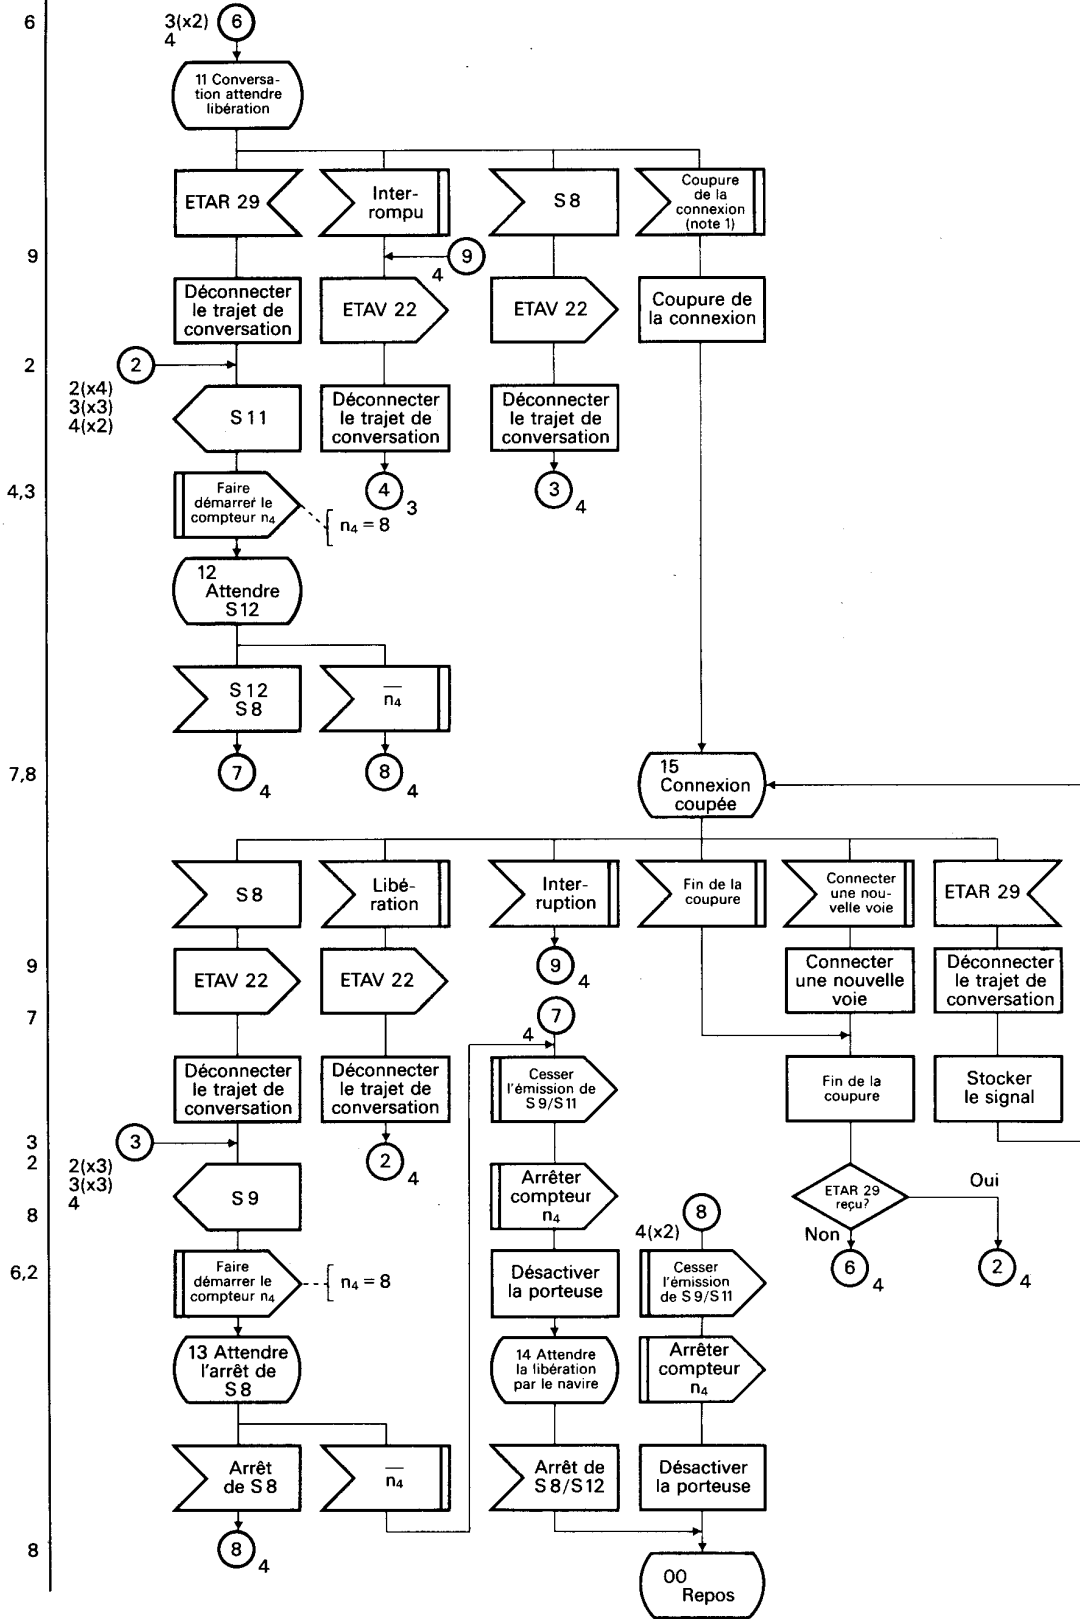 6
3(x2)
4
6
11 Conversa-
tion attendre
libération
ETAR 29
Inter-
rompu
S 8
Coupure
de la
connexion
(note 1)
9
9
4
Déconnecter
le trajet de
conversation
ETAV 22
ETAV 22
Coupure de
la connexion
2
2
2(x4)
3(x3)
4(x2)
S 11
Déconnecter
le trajet de
conversation
Déconnecter
le trajet de
conversation
4,3
Faire
démarrer le
compteur n4
n4 = 8
4
3
3
4
12
Attendre
S 12
S 12
S 8
n4
7
4
8
4
7,8
15
Connexion
coupée
S 8
Libé-
ration
Inter-
ruption
Fin de la
coupure
Connecter
une nou-
velle voie
ETAR 29
9
ETAV 22
ETAV 22
9
4
Connecter
une nouvelle
voie
Déconnecter
le trajet de
conversation
7
7
4
Déconnecter
le trajet de
conversation
Déconnecter
le trajet de
conversation
Cesser
l'émission de
S 9/S 11
Fin de la
coupure
Stocker
le signal
3
3
2
2(x3)
3(x3)
4
2
4
S 9
Arrêter
compteur
n4
8
8
4(x2)
ETAR 29
reçu?
Oui
Non
6
4
2
4
6,2
Faire
démarrer le
compteur n4
n4 = 8
Désactiver
la porteuse
Cesser
l'émission
de S 9/S 11
13 Attendre
l'arrêt de
S 8
14 Attendre
la libération
par le navire
Arrêter
compteur
n4
Arrêt
de S 8
n4
Arrêt de
S 8/S 12
Désactiver
la porteuse
8
8
4
00
Repos